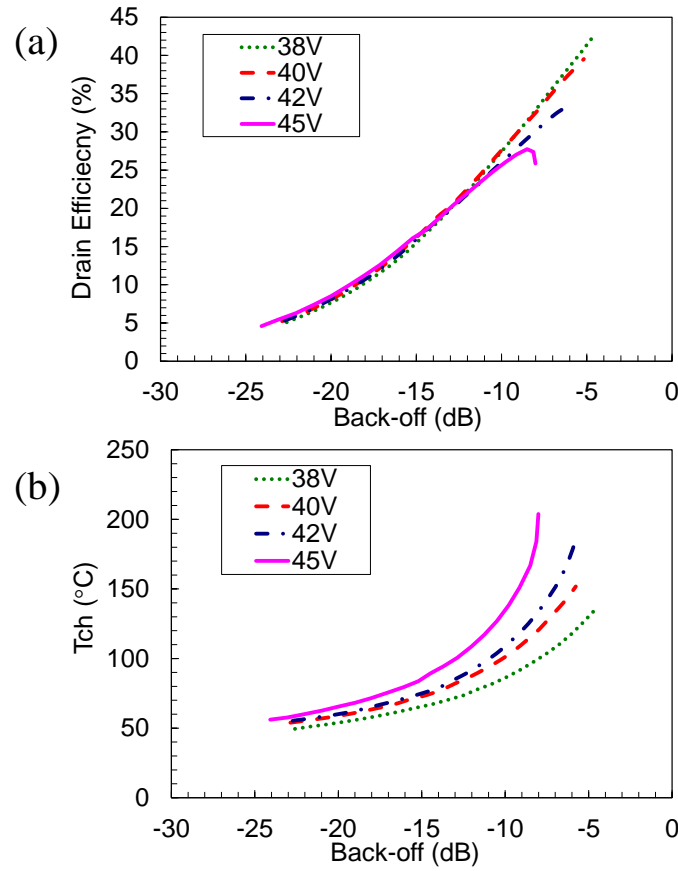 (a)
45
40
35
30
25
20
15
10
5
0
Drain Efficiecny (%)
38V
40V
42V
45V
-30 -25 -20 -15 -10 -5 0
Back-off (dB)
(b)
250
200
150
100
50
0
Tch (°C)
38V
40V
42V
45V
-30 -25 -20 -15 -10 -5 0
Back-off (dB)